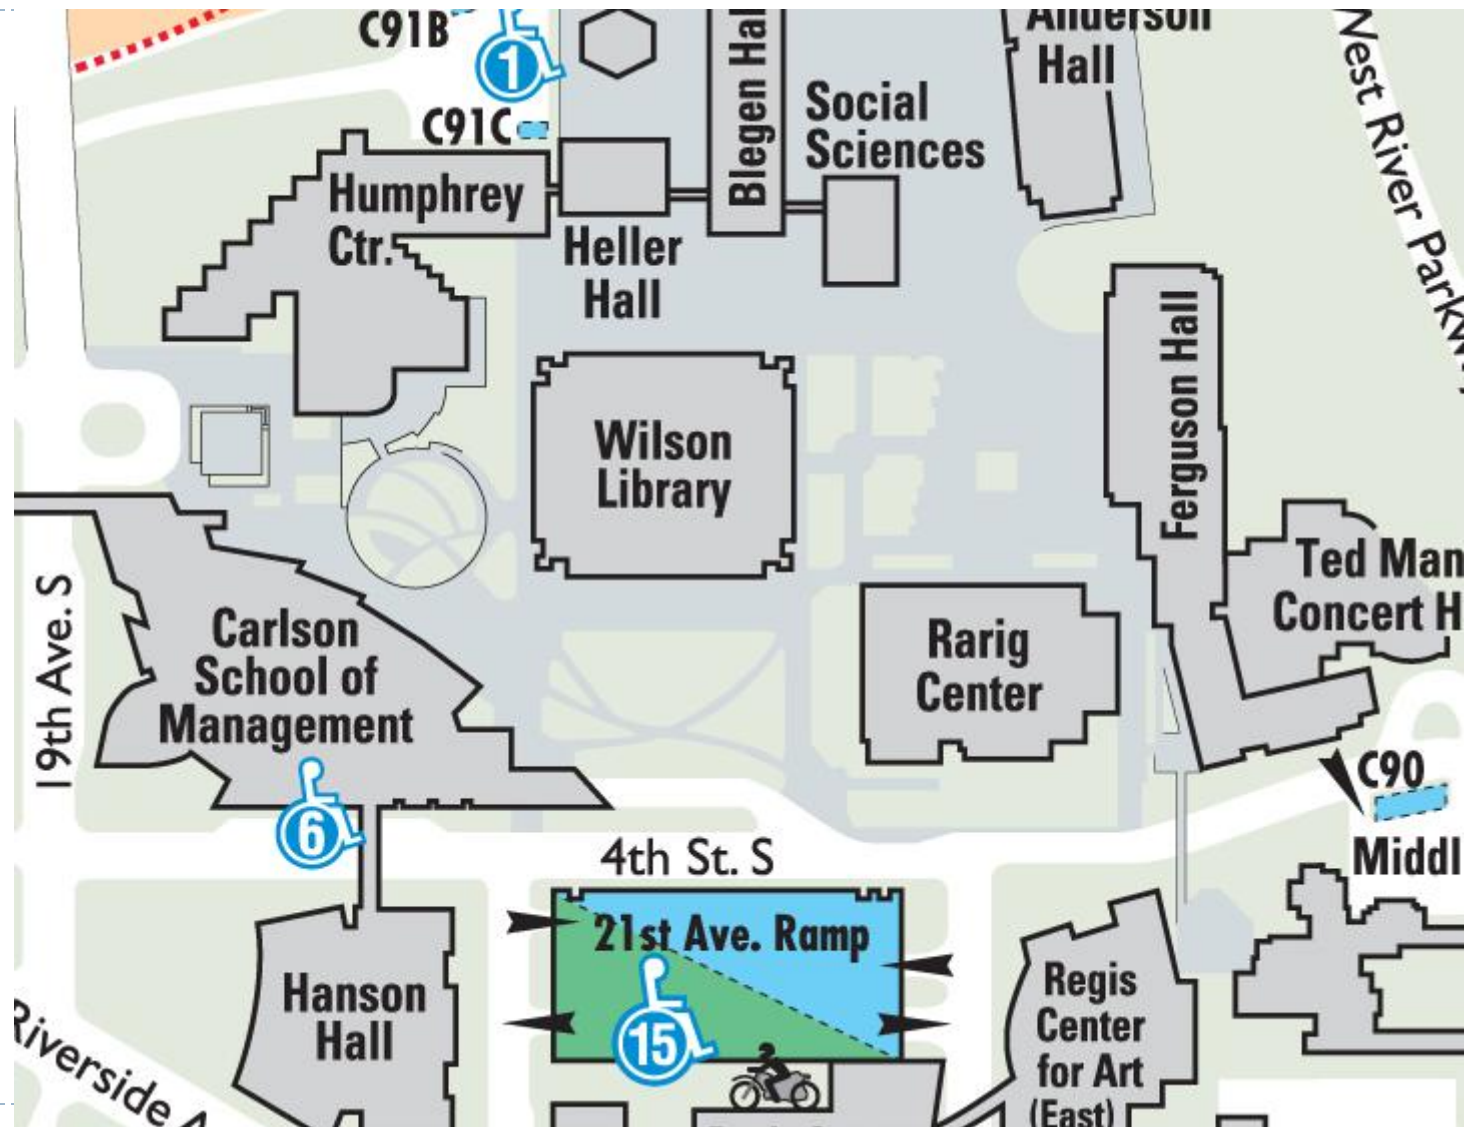 C91B
1
Anderson
Hall
West River Parkw
C91C
Blegen Hal
Social
Sciences
Humphrey
Ctr.
Heller
Hall
Ferguson Hall
Wilson
Library
Ted Man
Concert H
19th Ave. S
Carlson
School of
Management
Rarig
Center
6
C90
4th St. S
Middl
21st Ave. Ramp
15
Hanson
Hall
Regis
Center
for Art
(East)
Riverside A